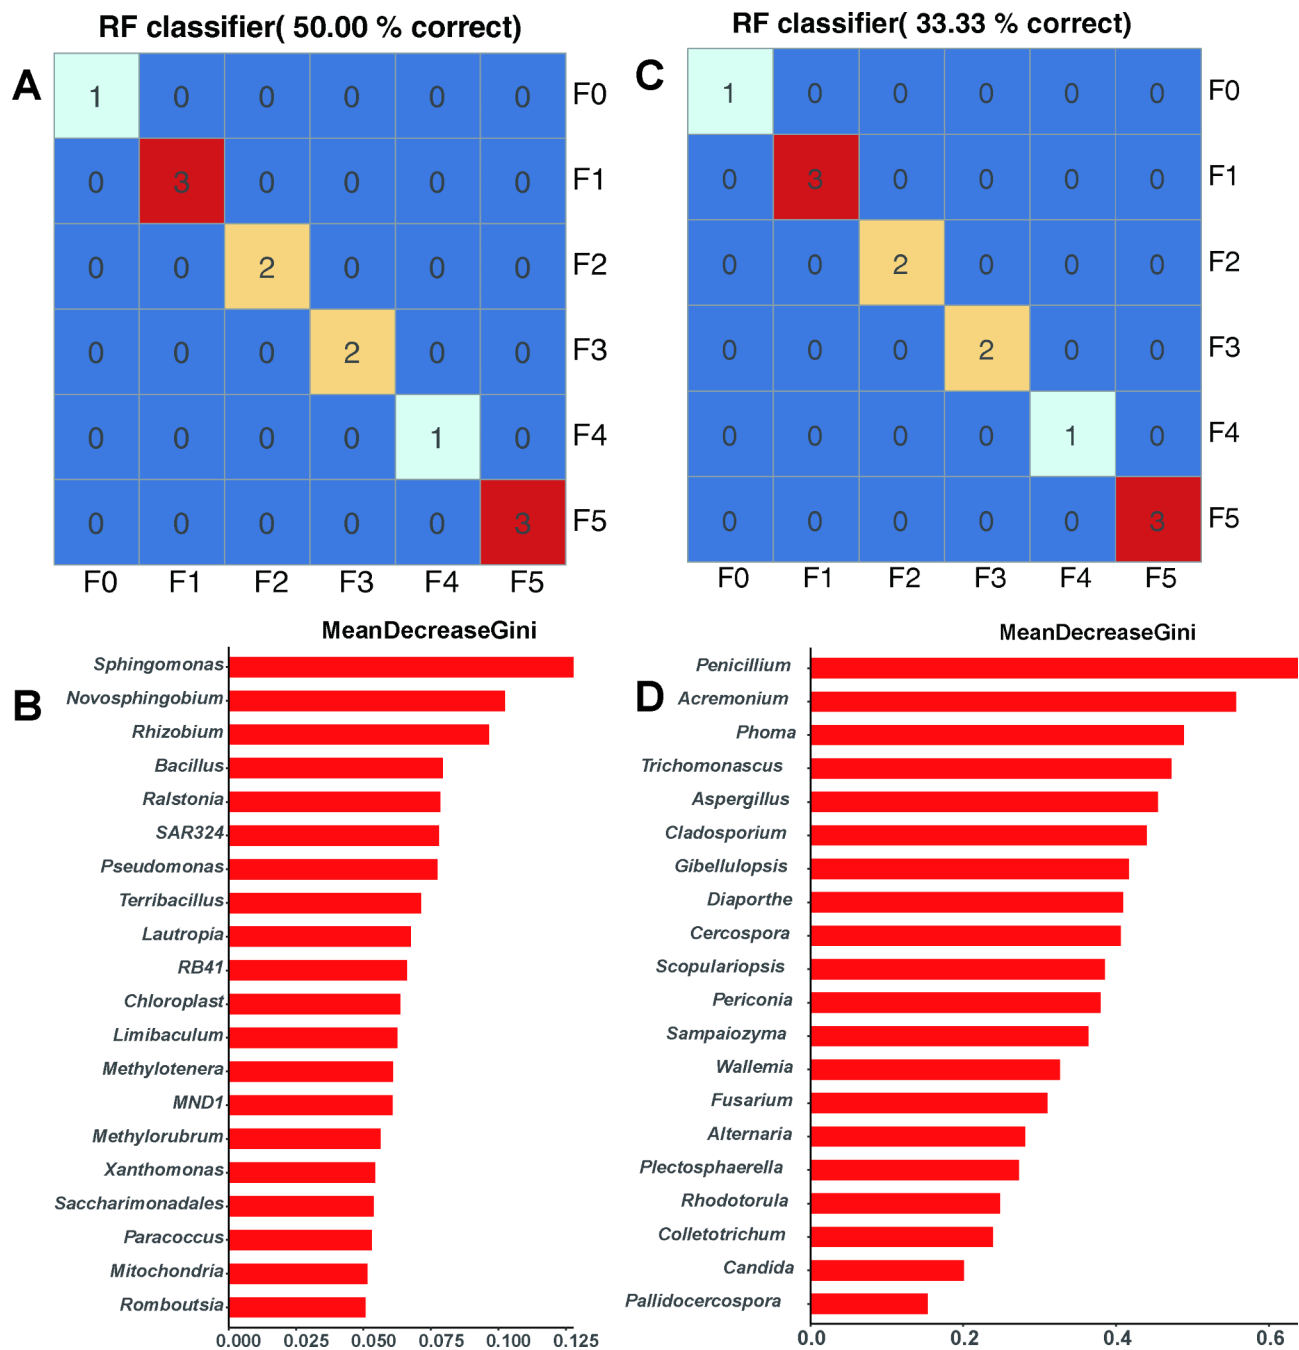 RF classifier( 50.00 % correct)
A
1 0 0 0 0 0 F0
0 3 0 0 0 0 F1
0 0 2 0 0 0 F2
0 0 0 2 0 0 F3
0 0 0 0 1 0 F4
0 0 0 0 0 3 F5
F0 F1 F2 F3 F4 F5
RF classifier( 33.33 % correct)
C
1 0 0 0 0 0 F0
0 3 0 0 0 0 F1
0 0 2 0 0 0 F2
0 0 0 2 0 0 F3
0 0 0 0 1 0 F4
0 0 0 0 0 3 F5
F0 F1 F2 F3 F4 F5
MeanDecreaseGini
B
Sphingomonas
Novosphingobium
Rhizobium
Bacillus
Ralstonia
SAR324
Pseudomonas
Terribacillus
Lautropia
RB41
Chloroplast
Limibaculum
Methylotenera
MND1
Methylorubrum
Xanthomonas
Saccharimonadales
Paracoccus
Mitochondria
Romboutsia
0.000 0.025 0.050 0.075 0.100 0.125
MeanDecreaseGini
D
Penicillium
Acremonium
Phoma
Trichomonascus
Aspergillus
Cladosporium
Gibellulopsis
Diaporthe
Cercospora
Scopulariopsis
Periconia
Sampaiozyma
Wallemia
Fusarium
Alternaria
Plectosphaerella
Rhodotorula
Colletotrichum
Candida
Pallidocercospora
0.0 0.2 0.4 0.6